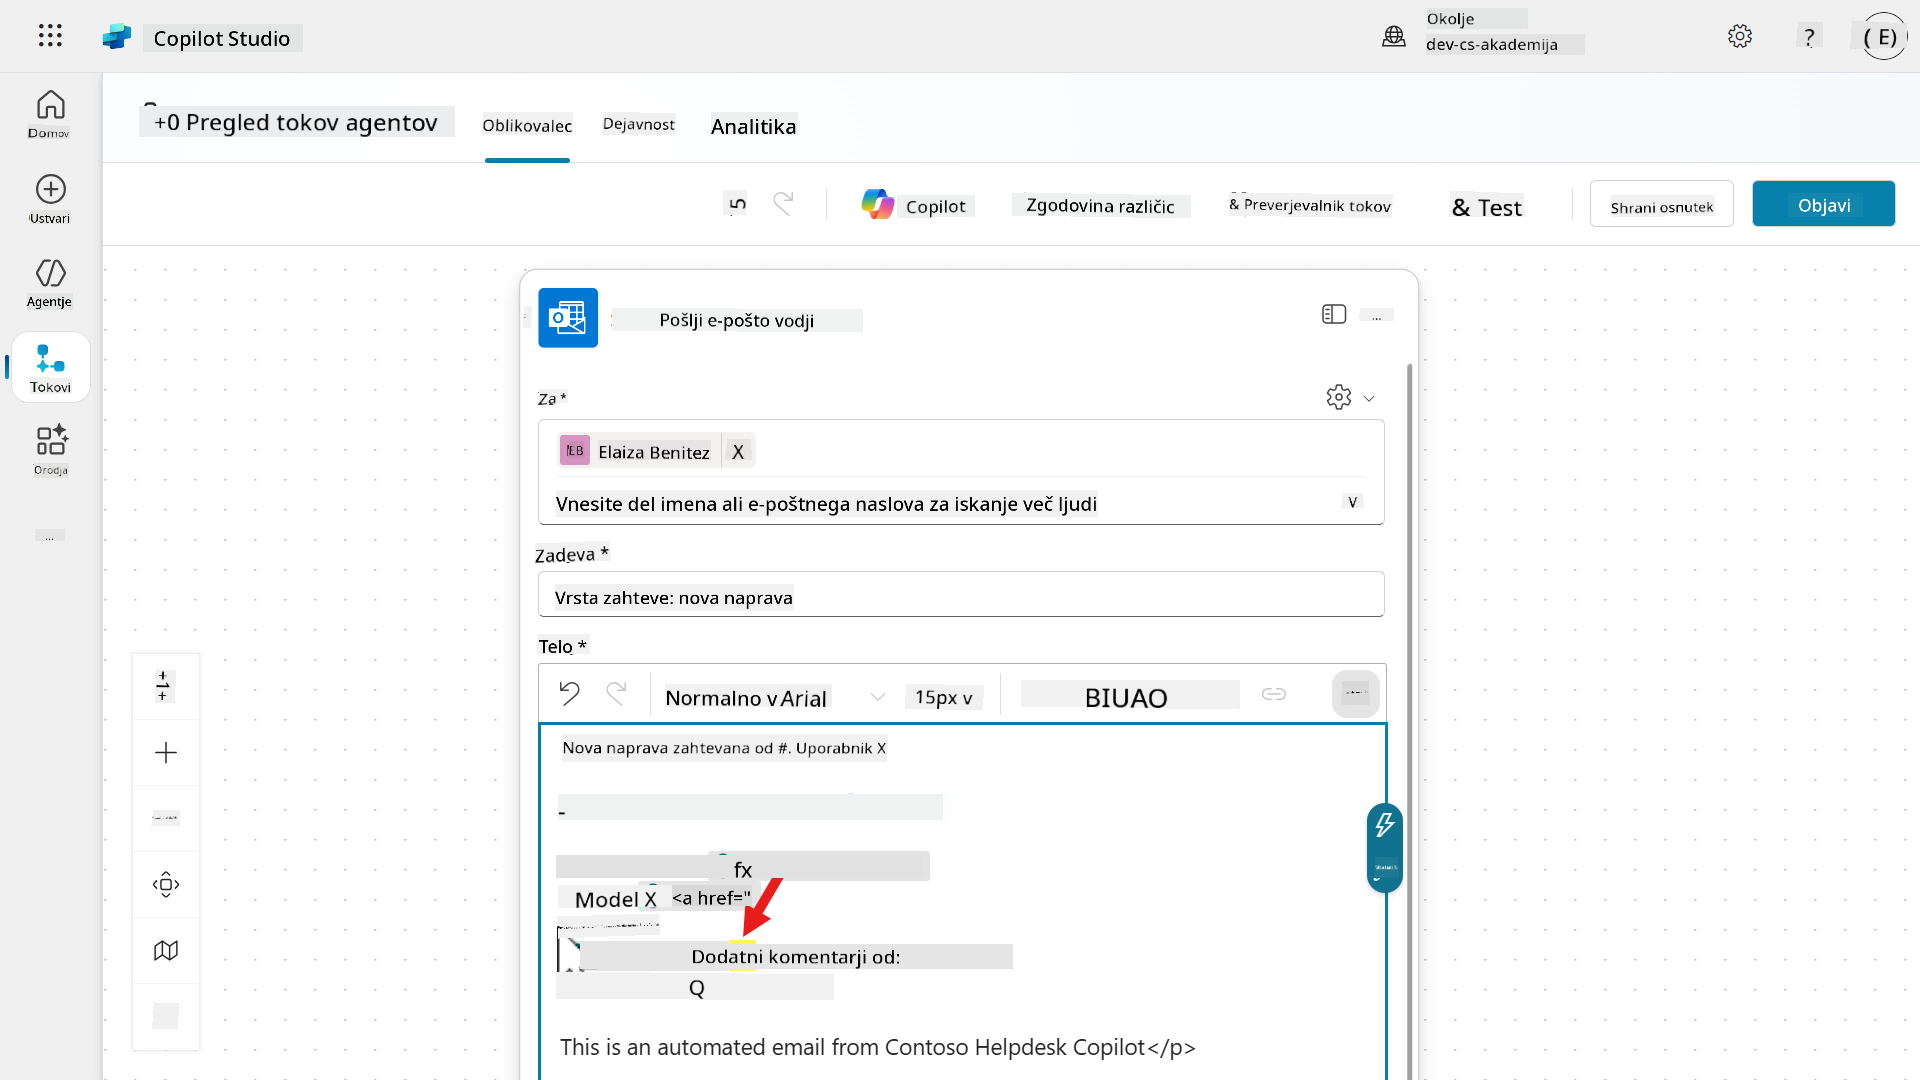 Copilot Studio
Okolje
dev-cs-akademija
?
( E)
Domov
Ustvari
Agentje
Tokovi
Orodja
...
+0 Pregled tokov agentov
Oblikovalec
Dejavnost
Analitika
5
Copilot
Zgodovina različic
& Preverjevalnik tokov
& Test
Shrani osnutek
Objavi
Pošlji e-pošto vodji
...
Za *
EB
Elaiza Benitez
X
Vnesite del imena ali e-poštnega naslova za iskanje več ljudi
V
Zadeva *
Vrsta zahteve: nova naprava
Telo *
Normalno v Arial
15px v
BIUAO
Nova naprava zahtevana od #. Uporabnik X
-
fx
Model X <a href="
Dodatni komentarji od:
Q
This is an automated email from Contoso Helpdesk Copilot</p>